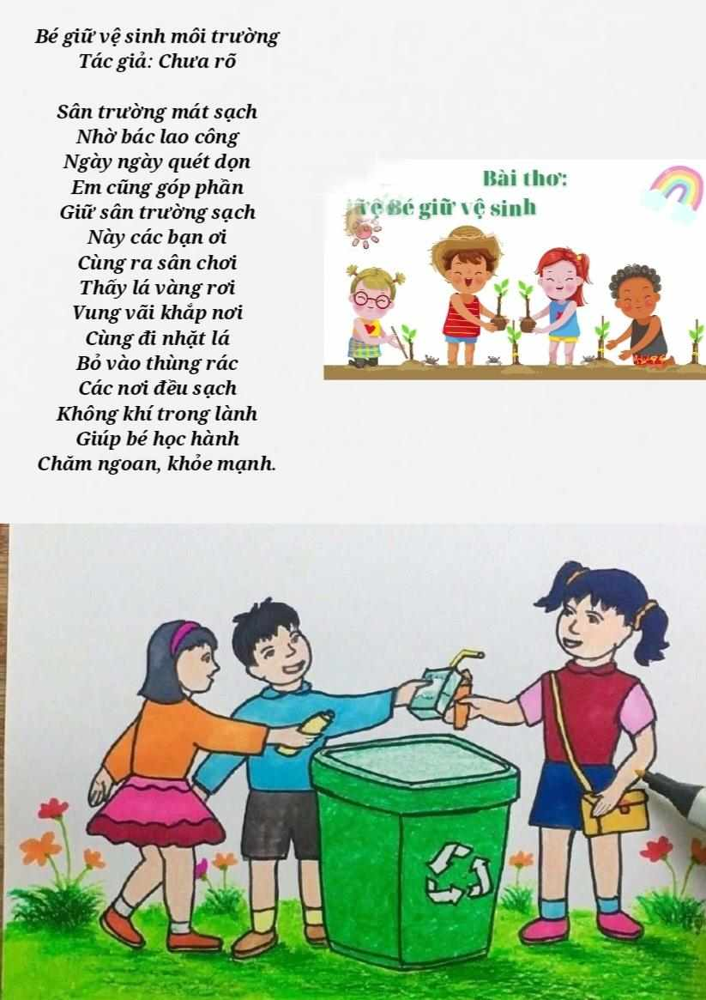 Bé giữ vệ sinh môi trường
Tác giả: Chưa rõ
Sân trường mát sạch
Nhờ bác lao công
Ngày ngày quét dọn
Em cũng góp phần
Giữ sân trường sạch
Này các bạn ơi
Cùng ra sân chơi
Thấy lá vàng rơi
Vung vãi khắp nơi
Cùng đi nhặt lá
Bỏ vào thùng rác
Các nơi đều sạch
Không khí trong lành
Giúp bé học hành
Chăm ngoan, khỏe mạnh.
Bài thơ:
Bé giữ vệ sinh